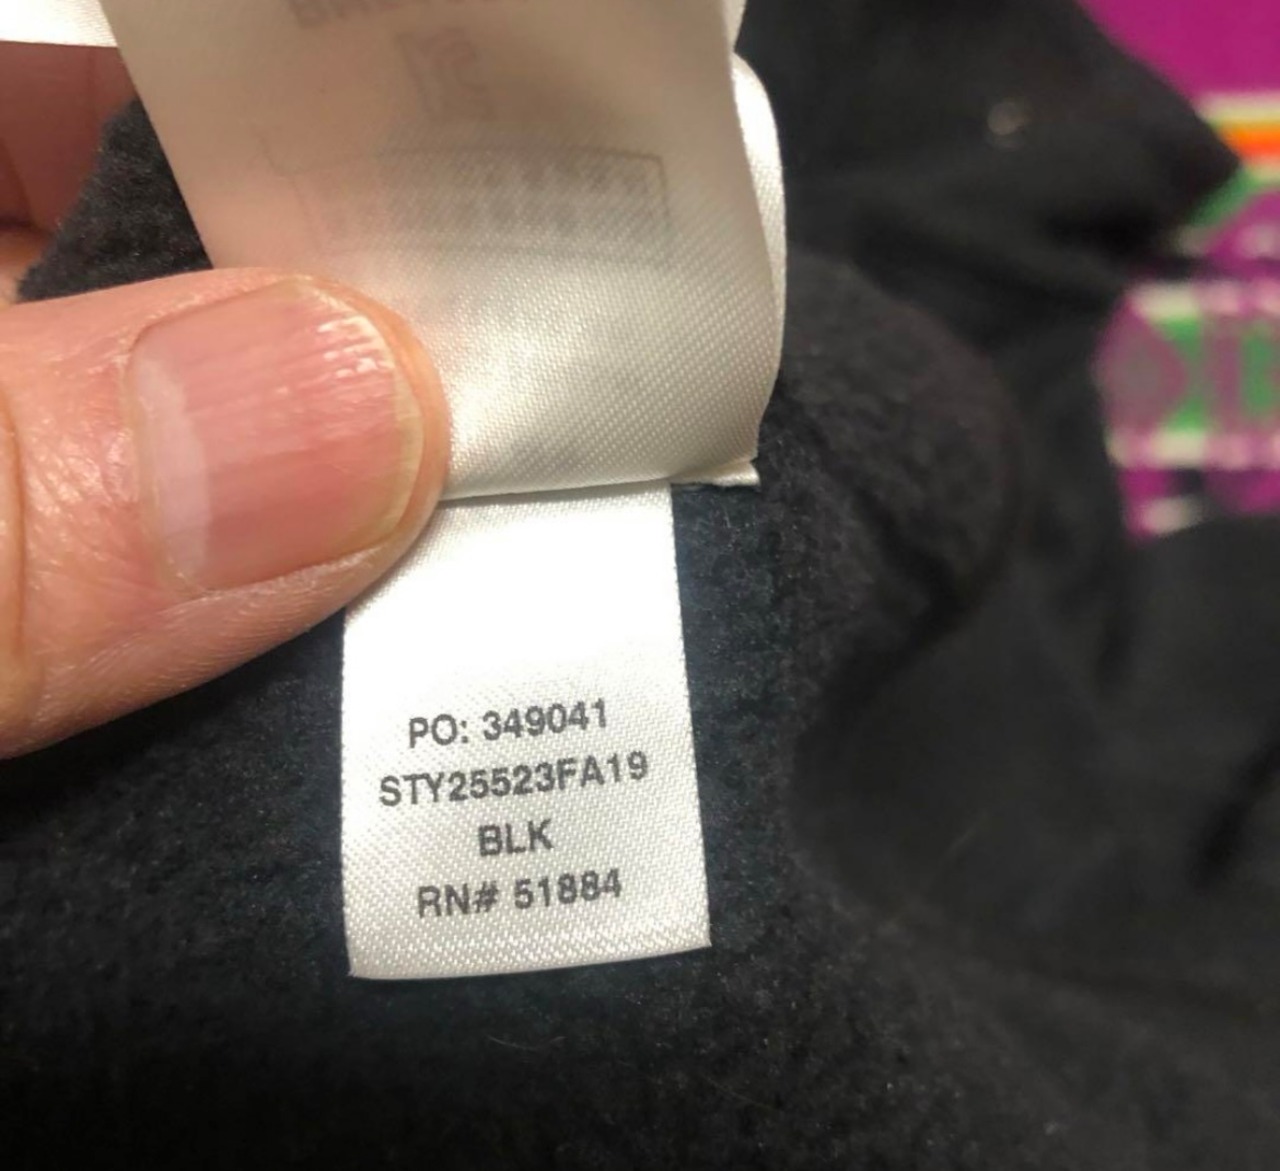 PO: 349041
STY25523FA19
BLK
RN# 51884